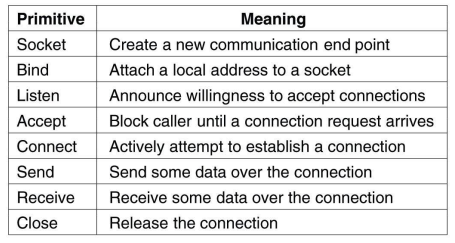 Primitive Meaning
Socket Create a new communication end point
Bind Attach a local address to a socket
Listen Announce willingness to accept connections
Accept Block caller until a connection request arrives
Connect Actively attempt to establish a connection
Send Send some data over the connection
Receive Receive some data over the connection
Close Release the connection